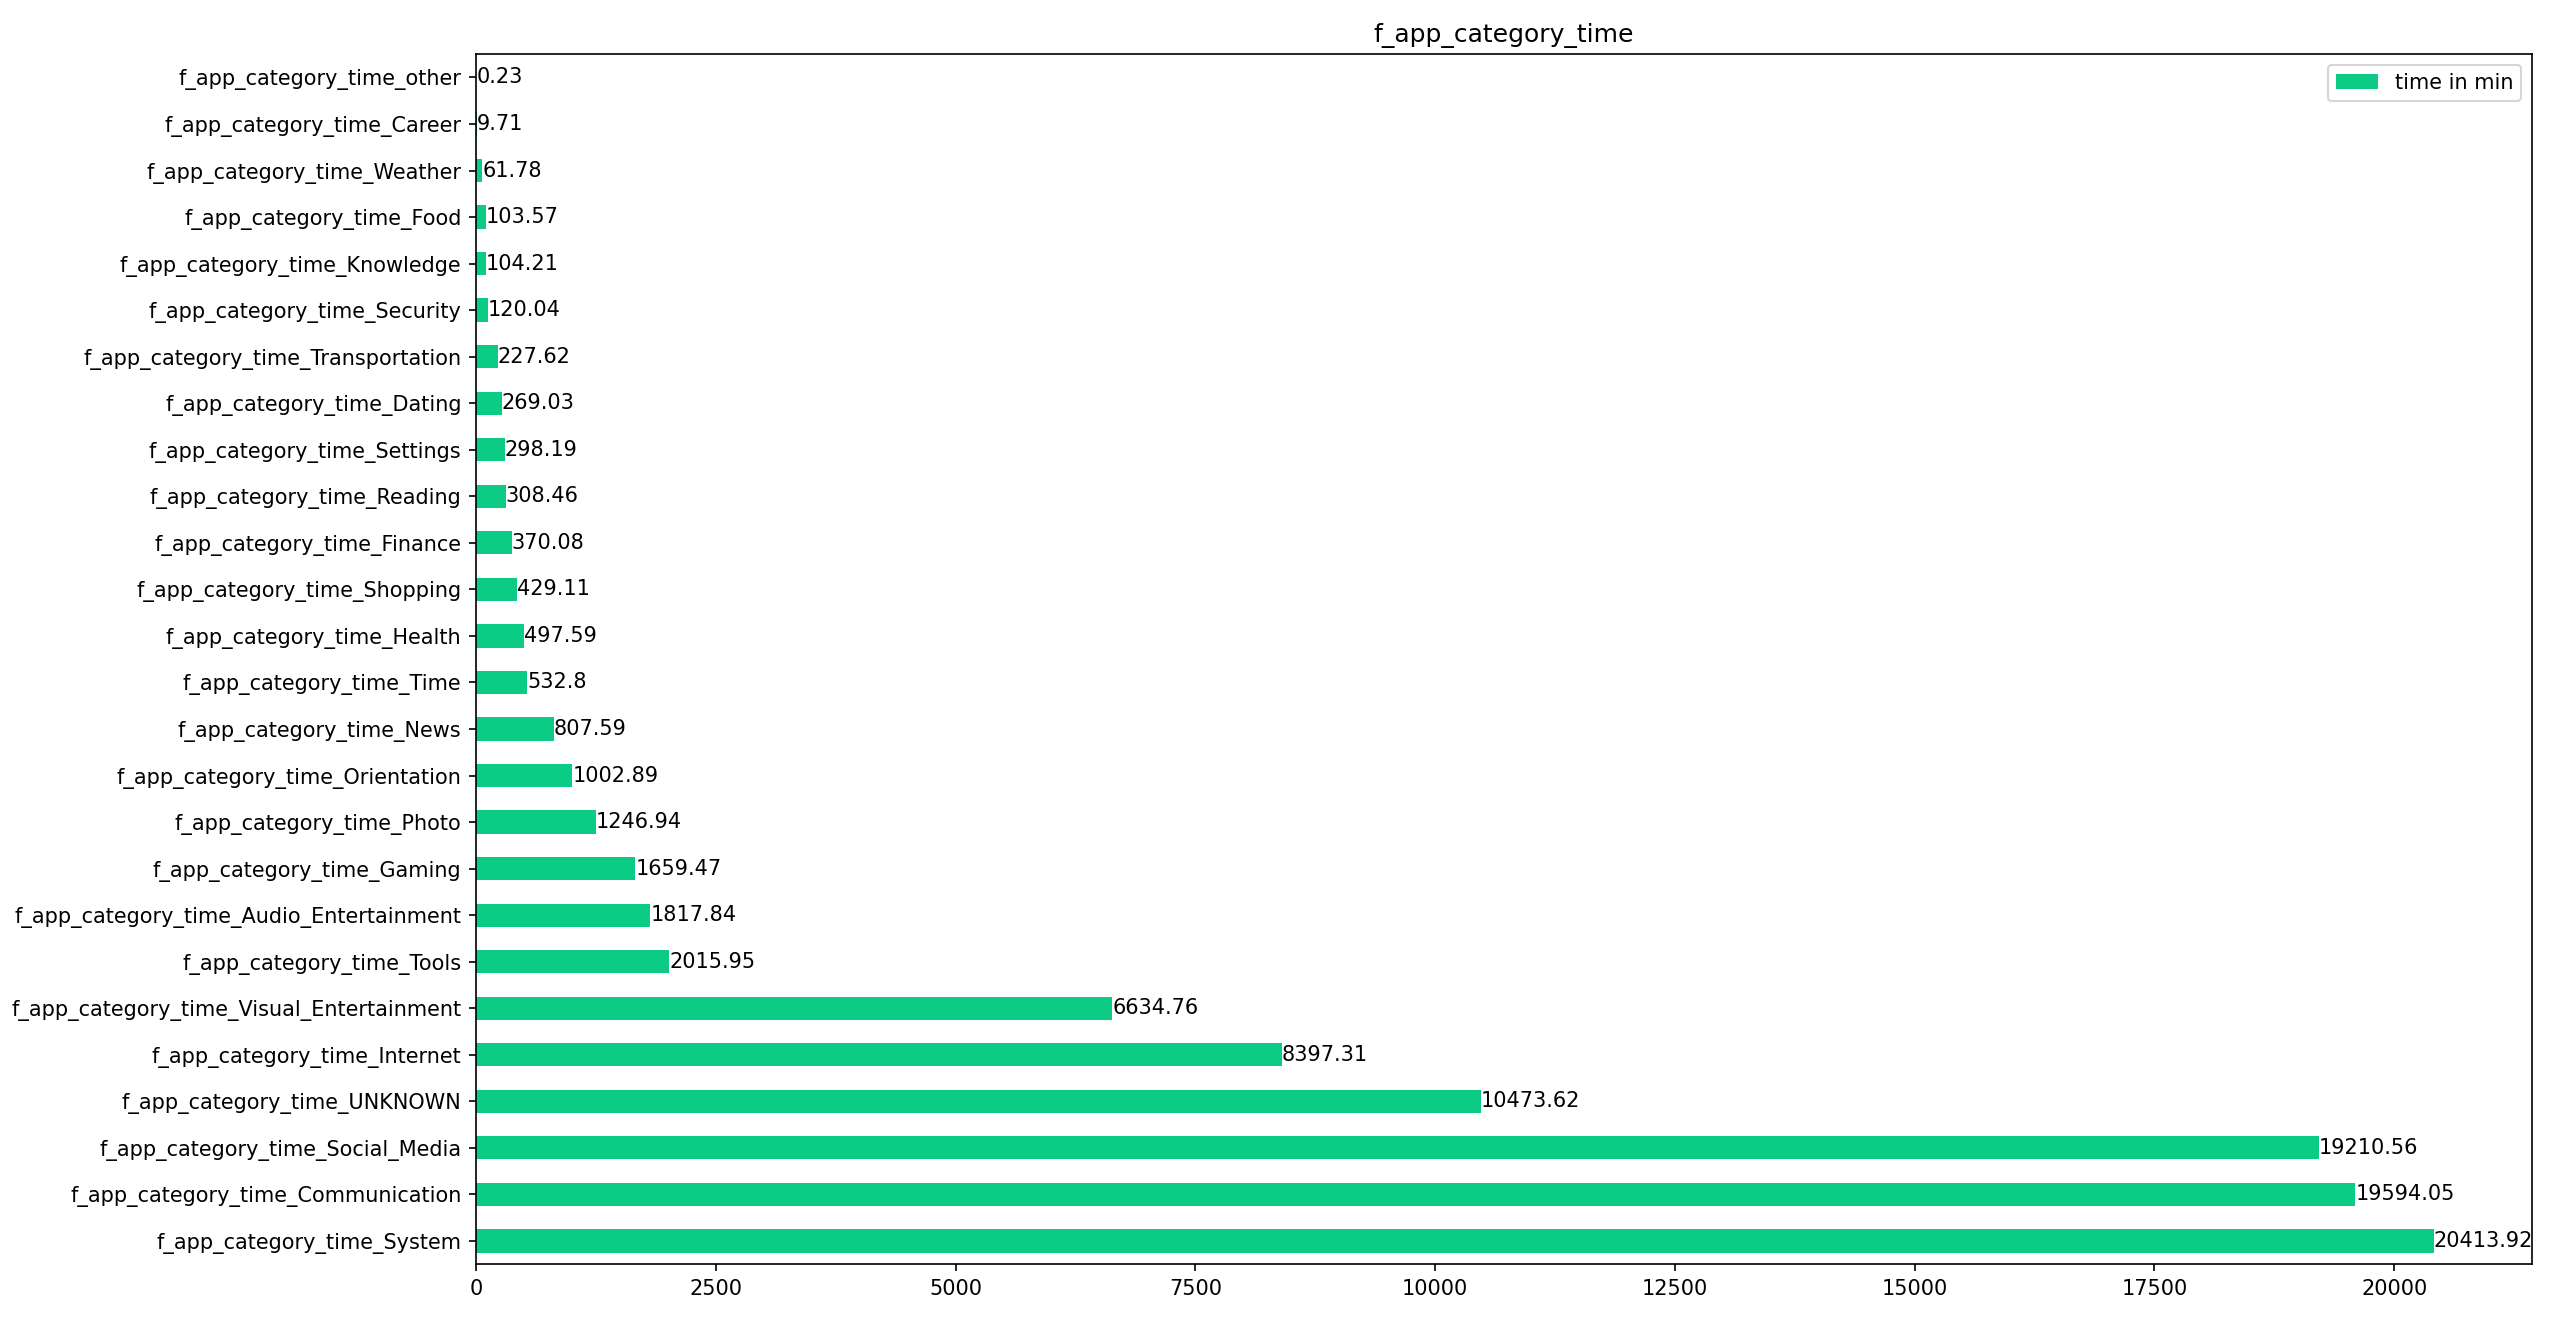 f_app_category_time
time in min
f_app_category_time_other 0.23
f_app_category_time_Career 9.71
f_app_category_time_Weather 61.78
f_app_category_time_Food 103.57
f_app_category_time_Knowledge 104.21
f_app_category_time_Security 120.04
f_app_category_time_Transportation 227.62
f_app_category_time_Dating 269.03
f_app_category_time_Settings 298.19
f_app_category_time_Reading 308.46
f_app_category_time_Finance 370.08
f_app_category_time_Shopping 429.11
f_app_category_time_Health 497.59
f_app_category_time_Time 532.8
f_app_category_time_News 807.59
f_app_category_time_Orientation 1002.89
f_app_category_time_Photo 1246.94
f_app_category_time_Gaming 1659.47
f_app_category_time_Audio_Entertainment 1817.84
f_app_category_time_Tools 2015.95
f_app_category_time_Visual_Entertainment 6634.76
f_app_category_time_Internet 8397.31
f_app_category_time_UNKNOWN 10473.62
f_app_category_time_Social_Media 19210.56
f_app_category_time_Communication 19594.05
f_app_category_time_System 20413.92
0 2500 5000 7500 10000 12500 15000 17500 20000